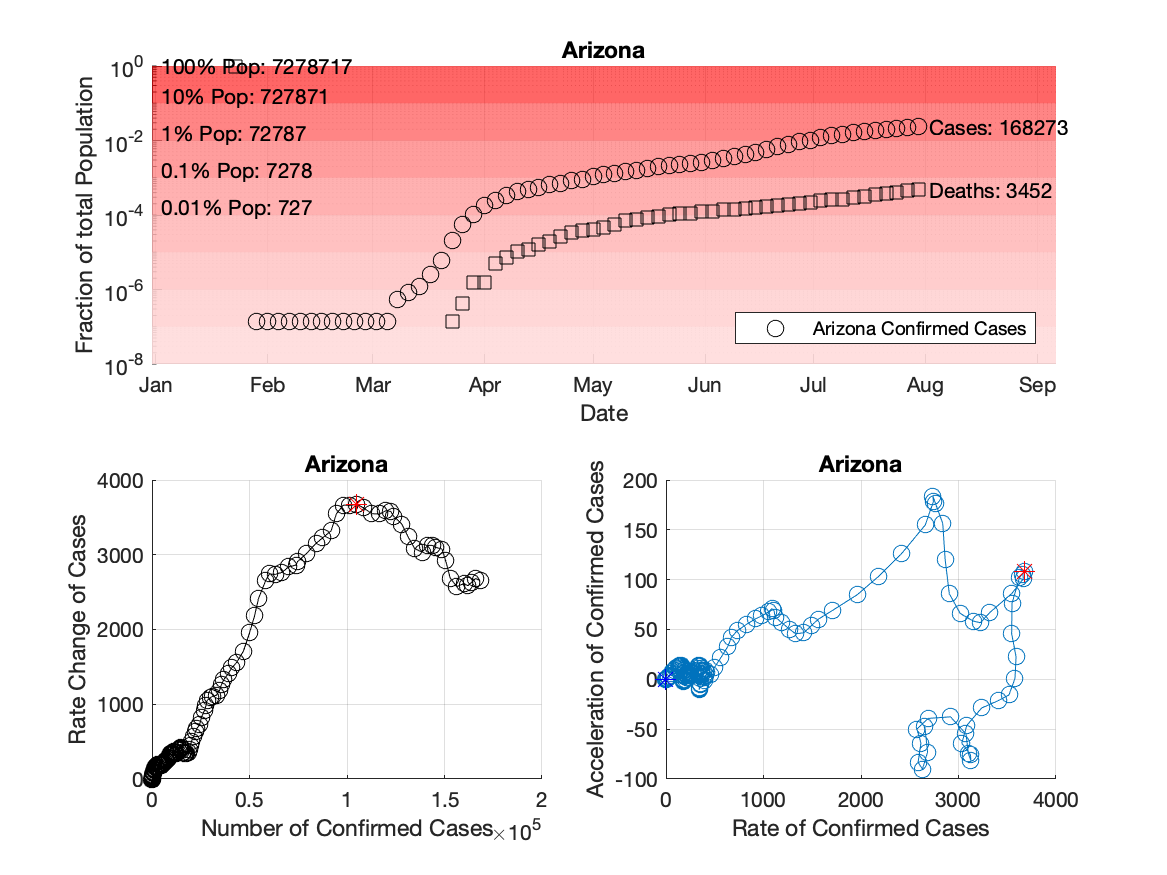 Arizona
10^0
10^-2
10^-4
10^-6
10^-8
Fraction of total Population
100% Pop: 7278717
10% Pop: 727871
1% Pop: 72787
0.1% Pop: 7278
0.01% Pop: 727
Cases: 168273
Deaths: 3452
Arizona Confirmed Cases
Jan Feb Mar Apr May Jun Jul Aug Sep
Date
Arizona
4000
3000
2000
1000
0
Rate Change of Cases
0 0.5 1 1.5 2
Number of Confirmed Cases ×10^5
Arizona
200
150
100
50
0
-50
-100
Acceleration of Confirmed Cases
0 1000 2000 3000 4000
Rate of Confirmed Cases